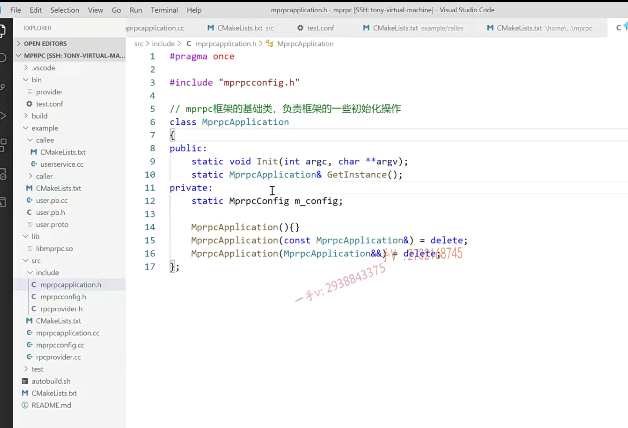 File Edit Selection View Go Run Terminal Help
mprpcapplication.h - mprpc [SSH: tony-virtual-machine] - Visual Studio Code
EXPLORER
mprpcapplication.cc
CMakeLists.txt src
test.conf
CMakeLists.txt example/callee
CMakeLists.txt \home\...\mprpc
OPEN EDITORS
MPRPC [SSH: TONY-VIRTUAL-MA...
.vscode
bin
provider
test.conf
build
example
callee
CMakeLists.txt
userservice.cc
caller
CMakeLists.txt
user.pb.cc
user.pb.h
user.proto
lib
libmprpc.so
src
include
mprpcapplication.h
mprpcconfig.h
rpcprovider.h
CMakeLists.txt
mprpcapplication.cc
mprpcconfig.cc
rpcprovider.cc
test
autobuild.sh
CMakeLists.txt
README.md
src > include > C mprpcapplication.h > MprpcApplication
1 #pragma once
2
3 #include "mprpcconfig.h"
4
5 // mprpc框架的基础类，负责框架的一些初始化操作
6 class MprpcApplication
7 {
8 public:
9 static void Init(int argc, char **argv);
10 static MprpcApplication& GetInstance();
11 private:
12 static MprpcConfig m_config;
13
14 MprpcApplication(){}
15 MprpcApplication(const MprpcApplication&) = delete;
16 MprpcApplication(MprpcApplication&&) = delete;
17 };
一手v: 2938843375